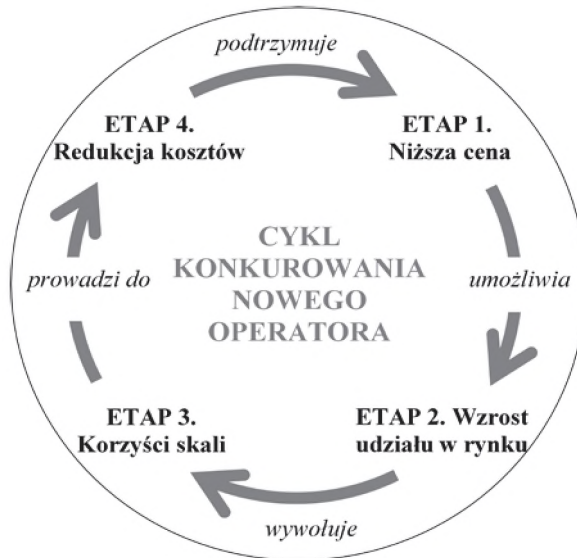 podtrzymuje
ETAP 4.
Redukcja kosztów
ETAP 1.
Niższa cena
CYKL
KONKUROWANIA
NOWEGO
OPERATORA
prowadzi do
umożliwia
ETAP 3.
Korzyści skali
ETAP 2. Wzrost
udziału w rynku
wywołuje